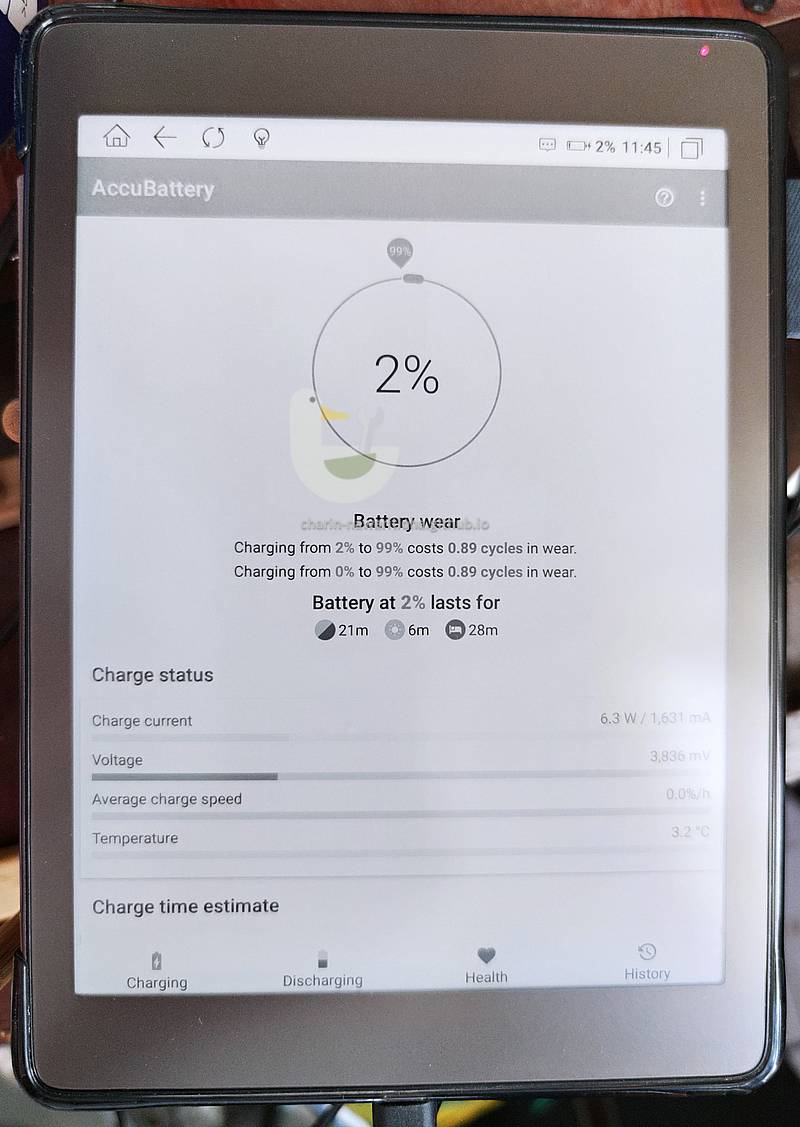 2% 11:45
AccuBattery
99%
2%
Battery wear
Charging from 2% to 99% costs 0.89 cycles in wear.
Charging from 0% to 99% costs 0.89 cycles in wear.
Battery at 2% lasts for
21m 6m 28m
Charge status
Charge current 6.3 W / 1,631 mA
Voltage 3,836 mV
Average charge speed 0.0%/h
Temperature 3.2 °C
Charge time estimate
Charging Discharging Health History